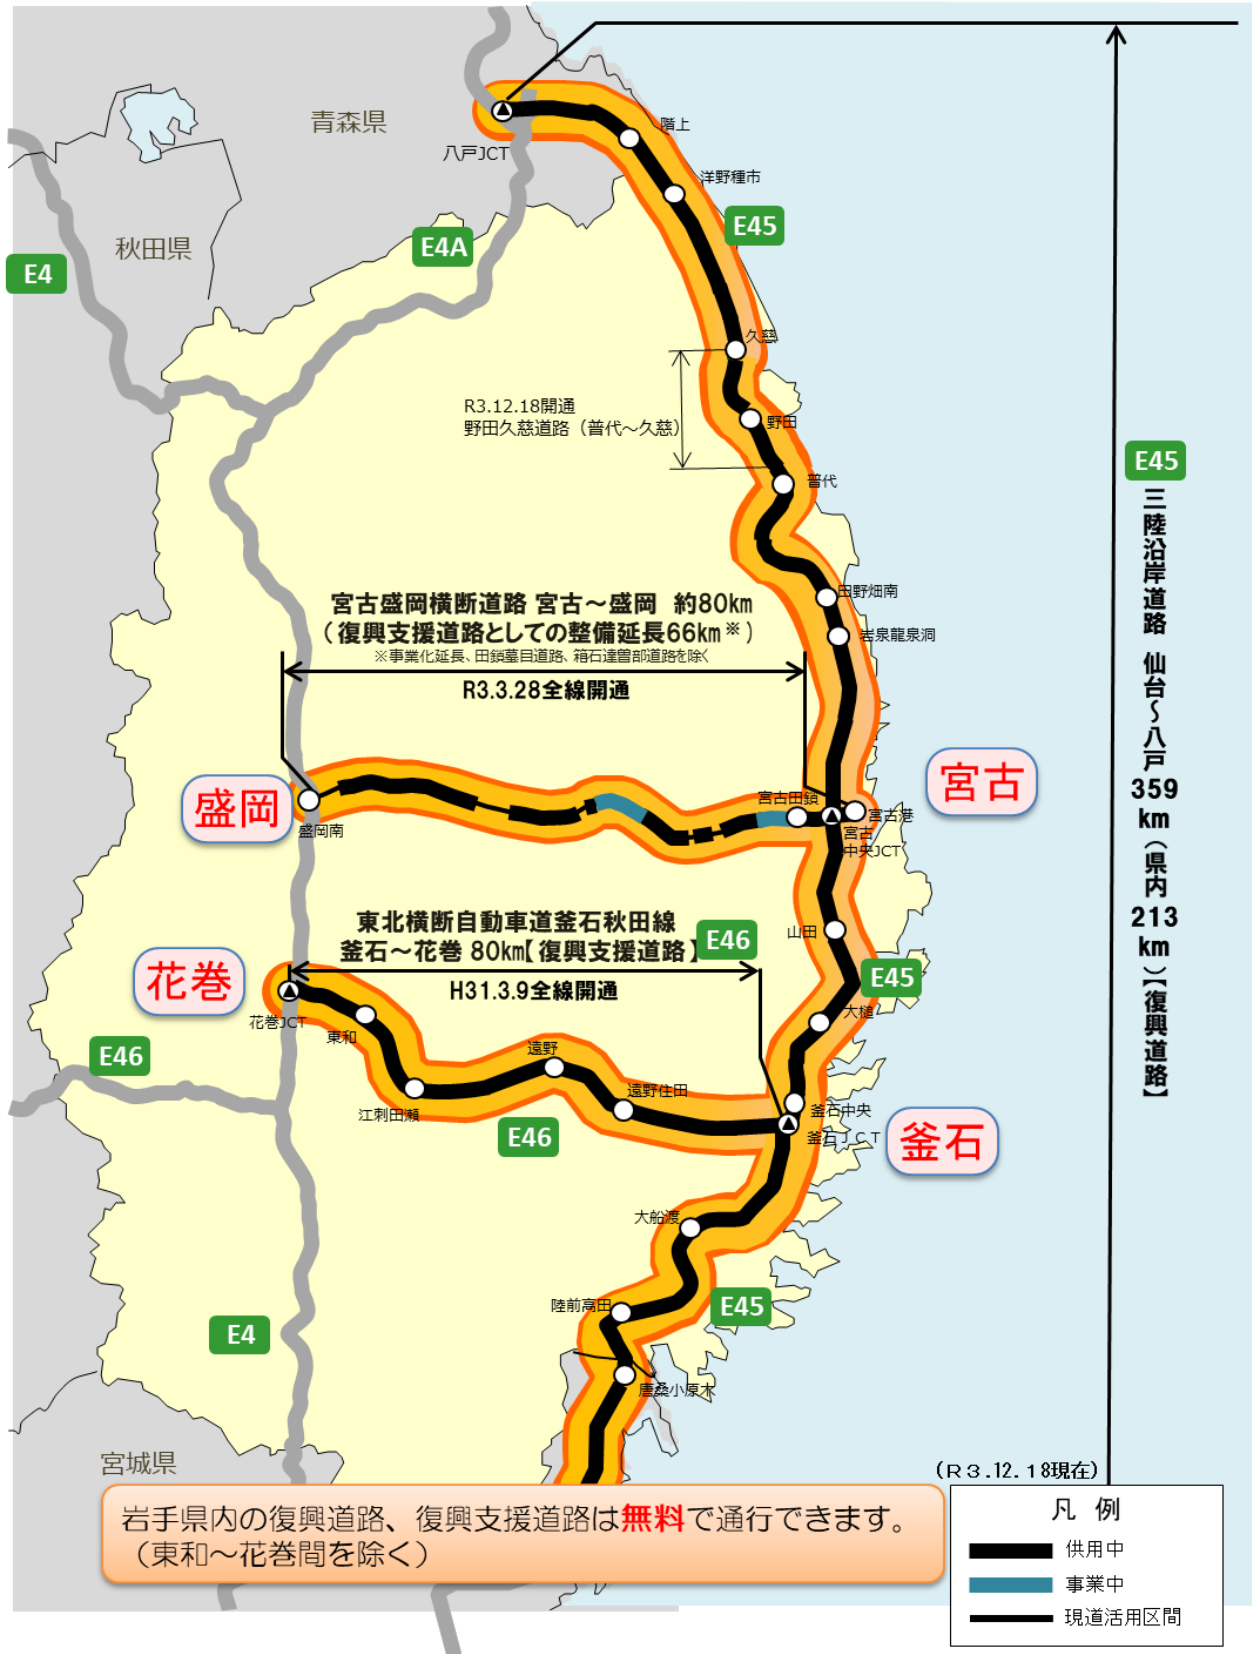 青森県
八戸JCT
階上
洋野種市
E45
秋田県
E4A
E4
久慈
R3.12.18開通
野田久慈道路（普代～久慈）
野田
普代
E45
三陸沿岸道路 仙台～八戸 359km（県内213km）【復興道路】
田野畑南
岩泉龍泉洞
宮古盛岡横断道路 宮古～盛岡 約80km
（復興支援道路としての整備延長66km※）
※事業化延長、田鎖蟇目道路、箱石達曽部道路を除く
R3.3.28全線開通
盛岡
盛岡南
宮古
宮古田鎖
宮古港
宮古
中央JCT
東北横断自動車道釜石秋田線
釜石～花巻 80km【復興支援道路】
E46
H31.3.9全線開通
山田
E45
大槌
花巻
花巻JCT
東和
E46
江刺田瀬
遠野
遠野住田
E46
釜石中央
釜石ＪＣＴ
釜石
大船渡
陸前高田
E45
E4
唐桑小原木
宮城県
（Ｒ３.１２.１８現在）
岩手県内の復興道路、復興支援道路は無料で通行できます。
（東和～花巻間を除く）
凡 例
供用中
事業中
現道活用区間